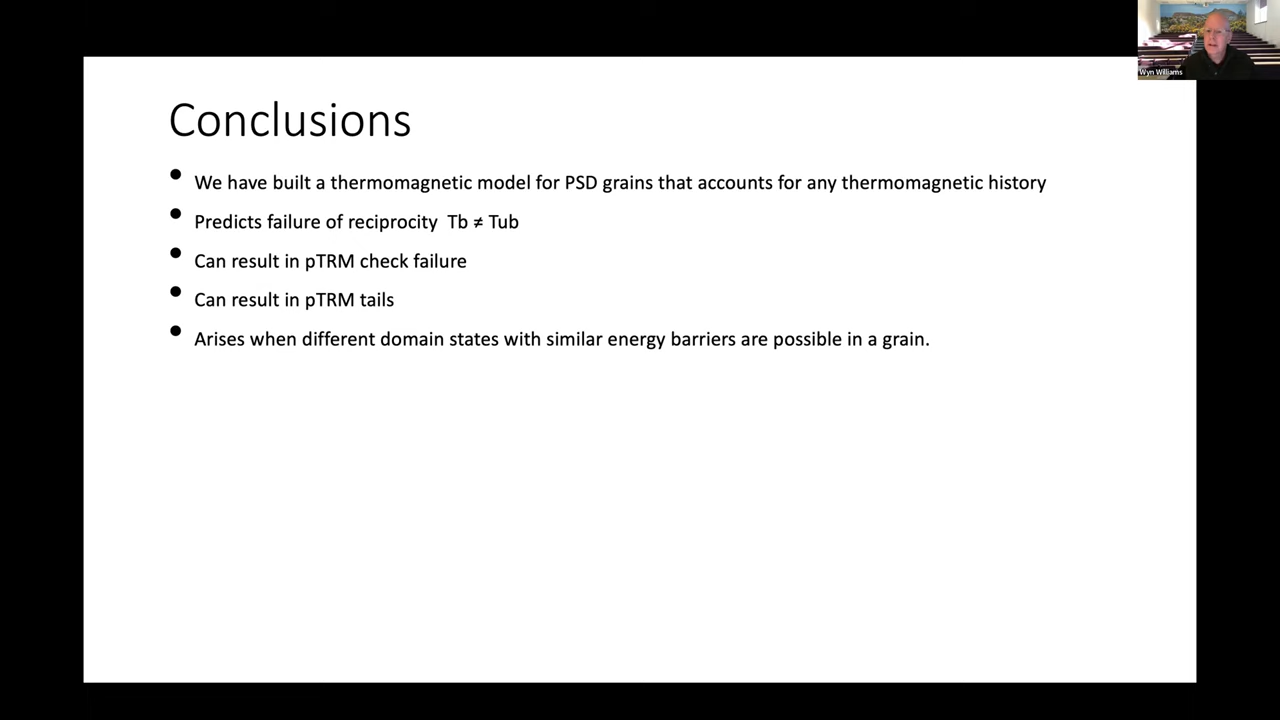 Wyn Williams
Conclusions
• We have built a thermomagnetic model for PSD grains that accounts for any thermomagnetic history
• Predicts failure of reciprocity Tb ≠ Tub
• Can result in pTRM check failure
• Can result in pTRM tails
• Arises when different domain states with similar energy barriers are possible in a grain.